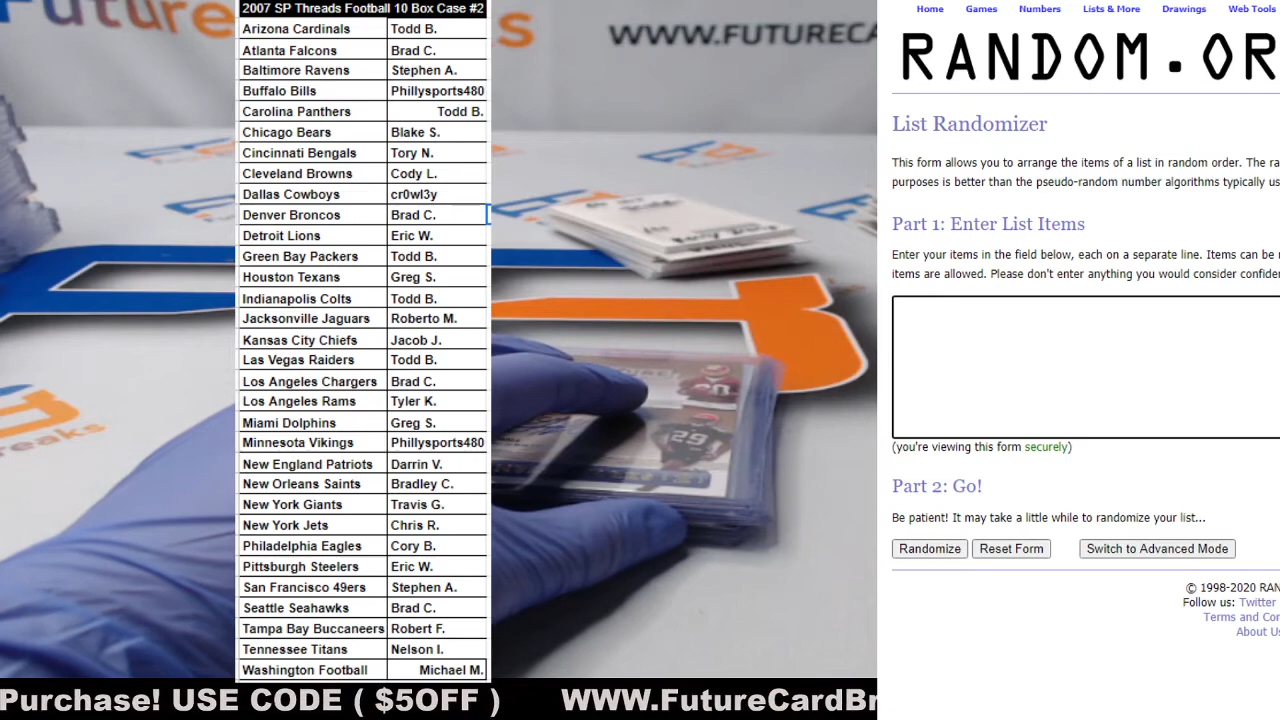 2007 SP Threads Football 10 Box Case #2
Arizona Cardinals Todd B.
Atlanta Falcons Brad C.
Baltimore Ravens Stephen A.
Buffalo Bills Phillysports480
Carolina Panthers Todd B.
Chicago Bears Blake S.
Cincinnati Bengals Tory N.
Cleveland Browns Cody L.
Dallas Cowboys cr0wl3y
Denver Broncos Brad C.
Detroit Lions Eric W.
Green Bay Packers Todd B.
Houston Texans Greg S.
Indianapolis Colts Todd B.
Jacksonville Jaguars Roberto M.
Kansas City Chiefs Jacob J.
Las Vegas Raiders Todd B.
Los Angeles Chargers Brad C.
Los Angeles Rams Tyler K.
Miami Dolphins Greg S.
Minnesota Vikings Phillysports480
New England Patriots Darrin V.
New Orleans Saints Bradley C.
New York Giants Travis G.
New York Jets Chris R.
Philadelphia Eagles Cory B.
Pittsburgh Steelers Eric W.
San Francisco 49ers Stephen A.
Seattle Seahawks Brad C.
Tampa Bay Buccaneers Robert F.
Tennessee Titans Nelson I.
Washington Football Michael M.
WWW.FUTURECA
s
reaks
29
Purchase! USE CODE ( $5OFF ) WWW.FutureCardBr
Home Games Numbers Lists & More Drawings Web Tools
RANDOM.OR
List Randomizer
This form allows you to arrange the items of a list in random order. The ra
purposes is better than the pseudo-random number algorithms typically us
Part 1: Enter List Items
Enter your items in the field below, each on a separate line. Items can be
items are allowed. Please don't enter anything you would consider confide
(you're viewing this form securely)
Part 2: Go!
Be patient! It may take a little while to randomize your list...
Randomize Reset Form Switch to Advanced Mode
© 1998-2020 RAN
Follow us: Twitter
Terms and Con
About Us